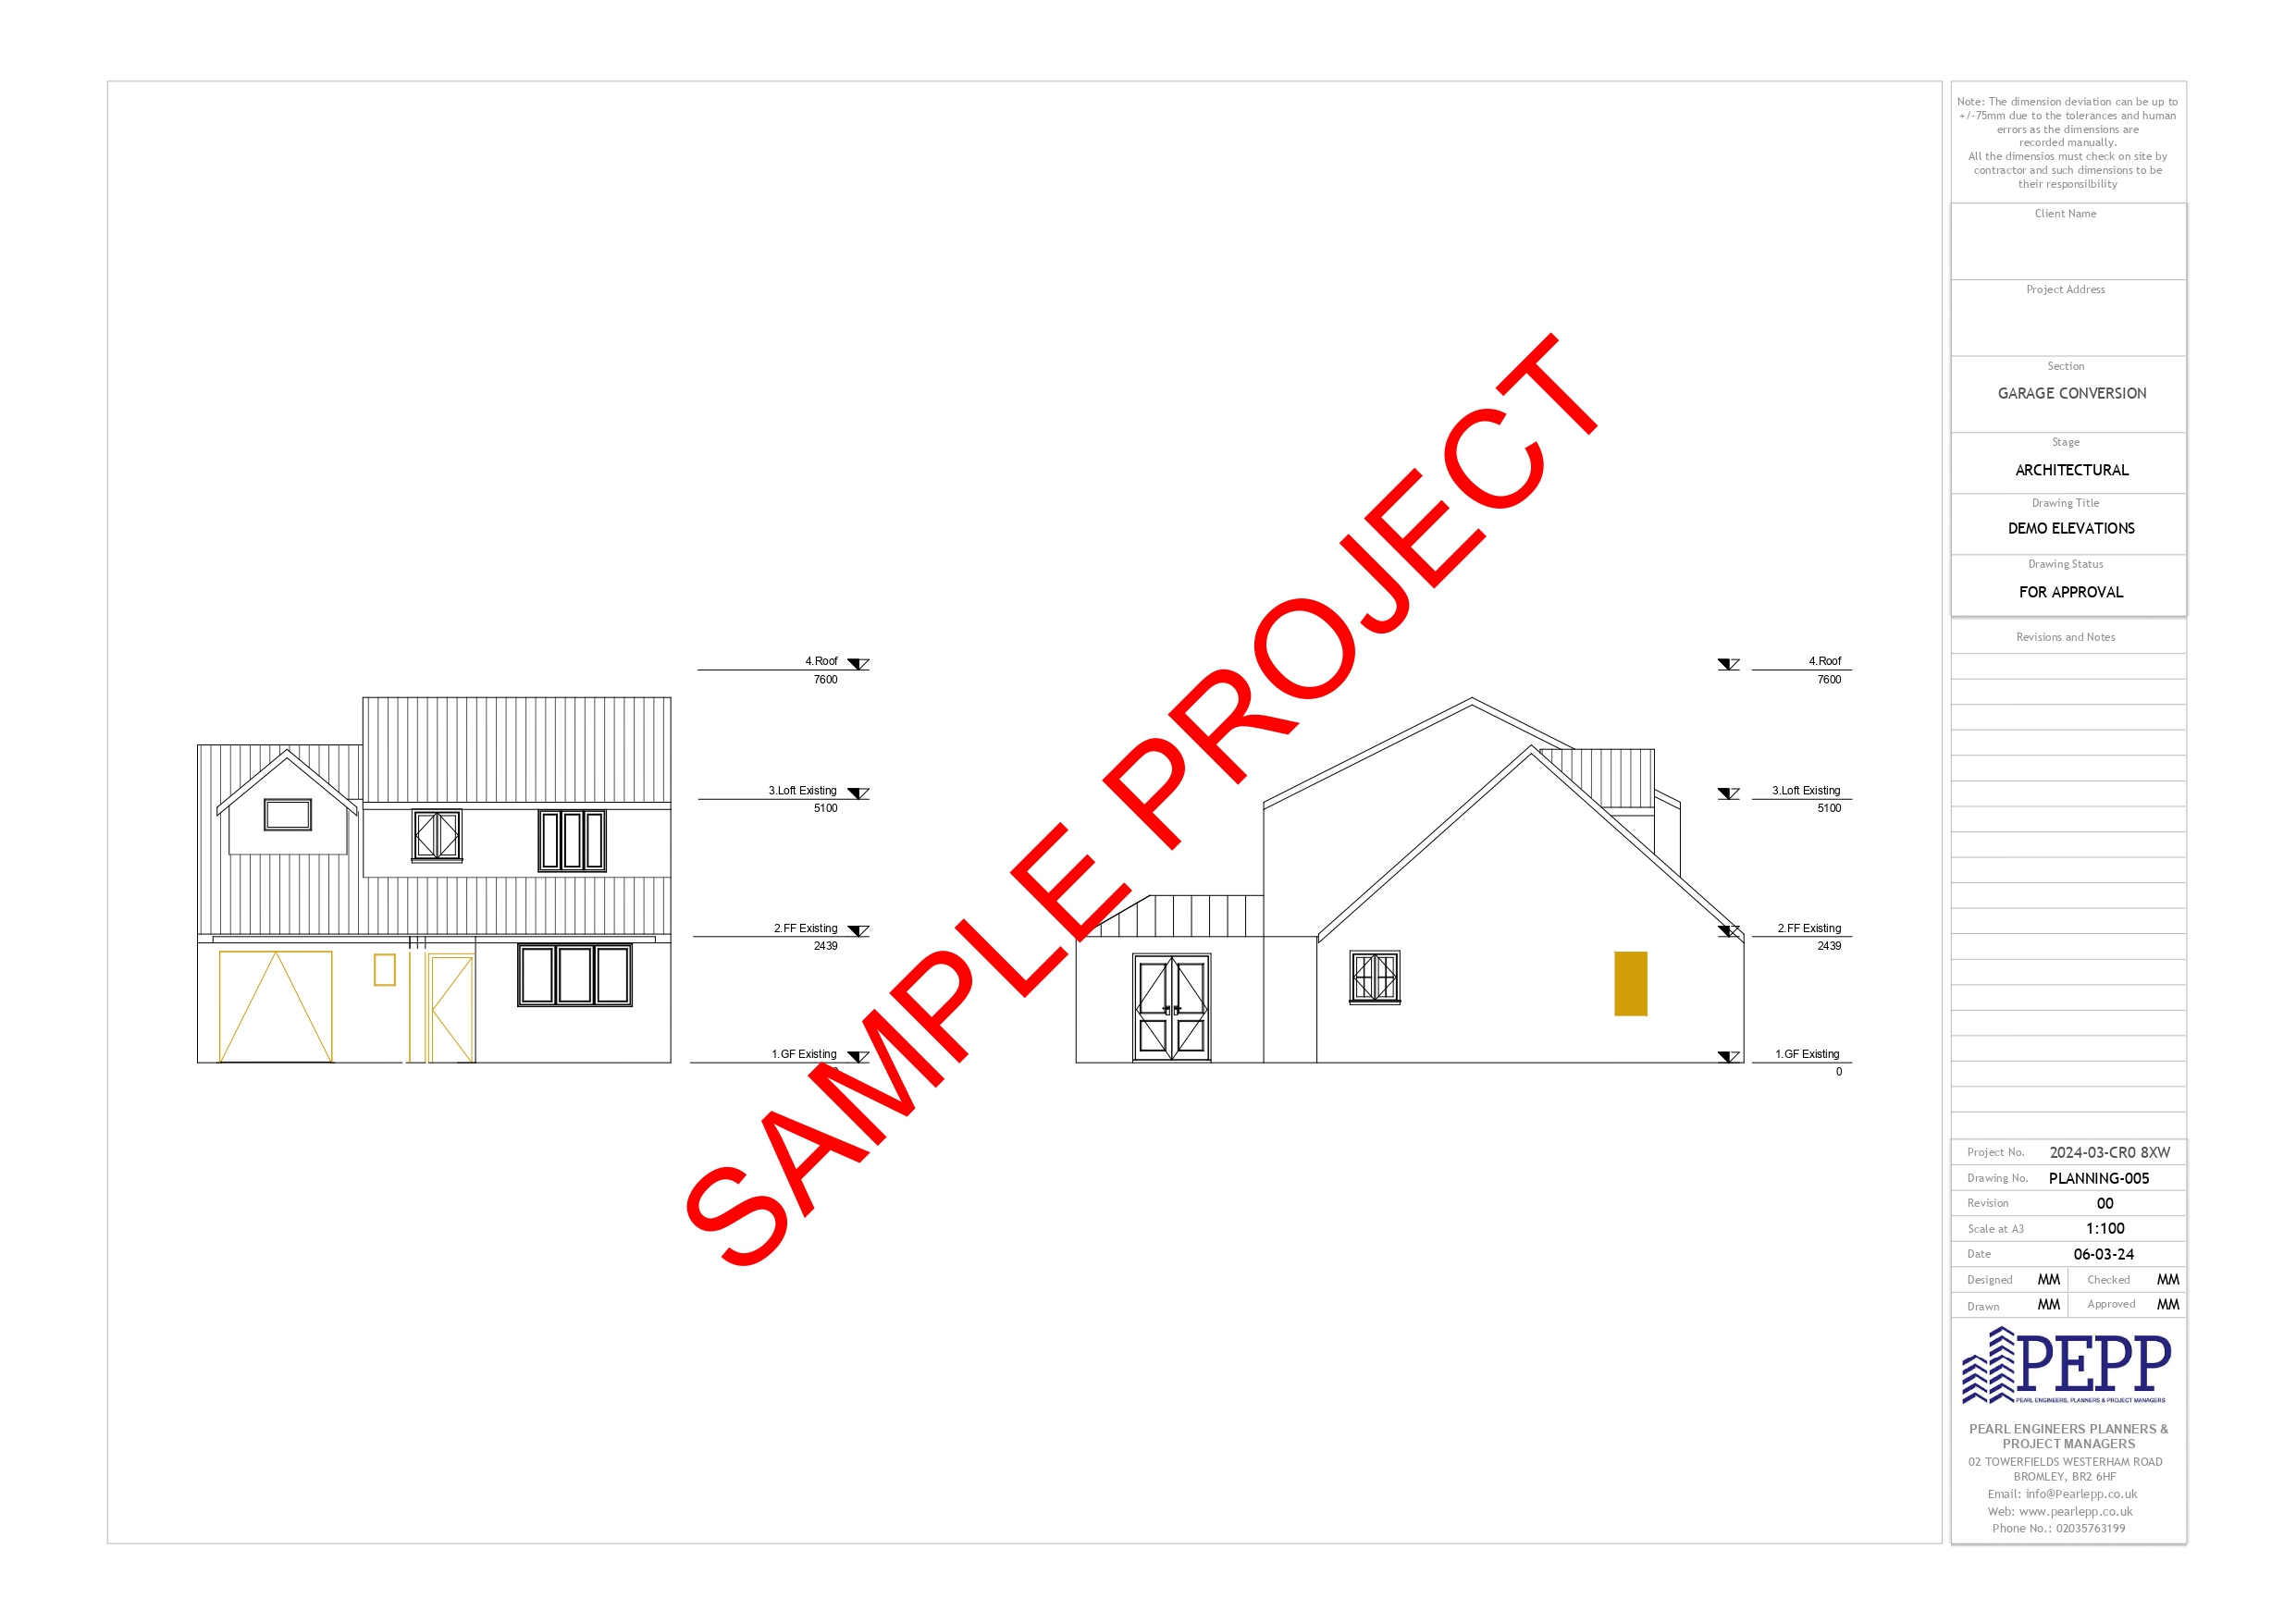 4.Roof
7600
3.Loft Existing
5100
2.FF Existing
2439
1.GF Existing
4.Roof
7600
3.Loft Existing
5100
2.FF Existing
2439
1.GF Existing
0
SAMPLE PROJECT
Note: The dimension deviation can be up to
+/-75mm due to the tolerances and human
errors as the dimensions are
recorded manually.
All the dimensios must check on site by
contractor and such dimensions to be
their responsilbility
Client Name
Project Address
Section
GARAGE CONVERSION
Stage
ARCHITECTURAL
Drawing Title
DEMO ELEVATIONS
Drawing Status
FOR APPROVAL
Revisions and Notes
Project No. 2024-03-CR0 8XW
Drawing No. PLANNING-005
Revision 00
Scale at A3 1:100
Date 06-03-24
Designed MM Checked MM
Drawn MM Approved MM
PEPP
PEARL ENGINEERS, PLANNERS & PROJECT MANAGERS
PEARL ENGINEERS PLANNERS &
PROJECT MANAGERS
02 TOWERFIELDS WESTERHAM ROAD
BROMLEY, BR2 6HF
Email: info@Pearlepp.co.uk
Web: www.pearlepp.co.uk
Phone No.: 02035763199